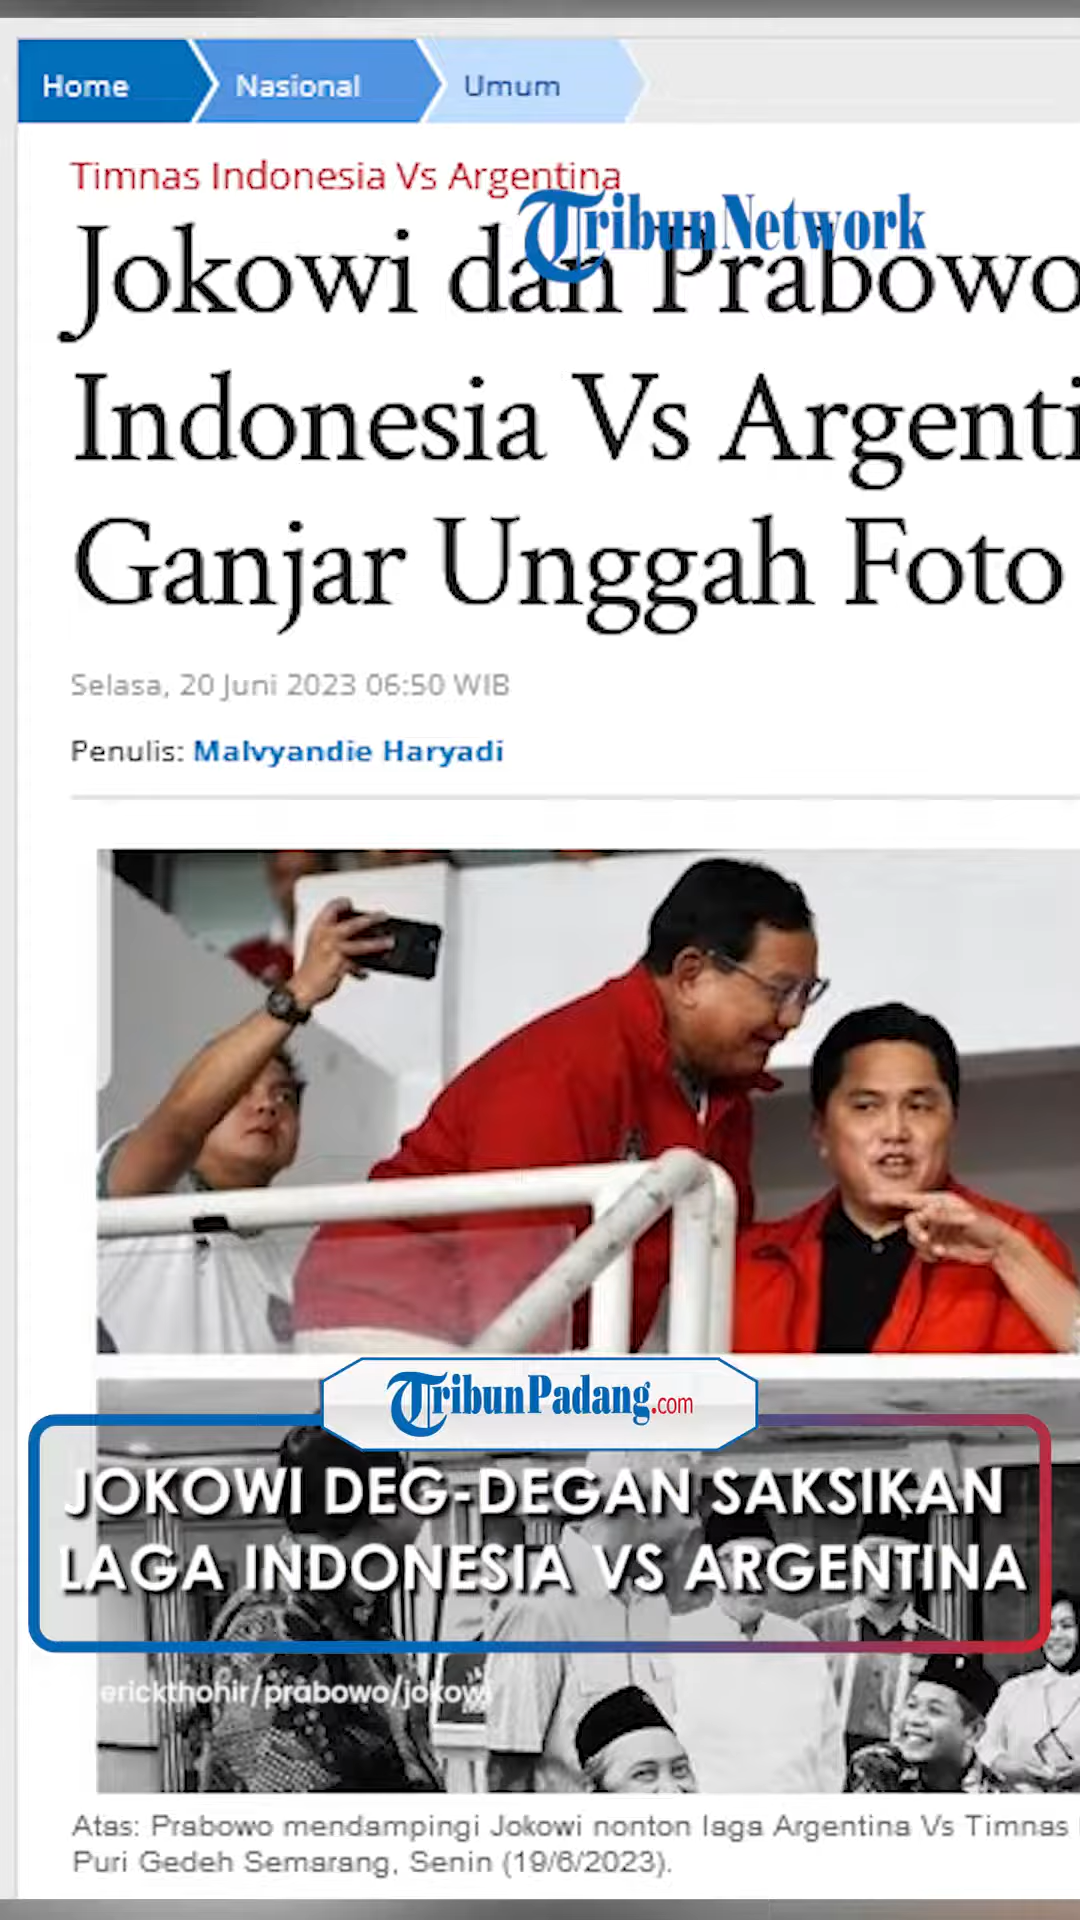 Home Nasional Umum
Timnas Indonesia Vs Argentina
TribunNetwork
Jokowi dan Prabowo
Indonesia Vs Argenti
Ganjar Unggah Foto
Selasa, 20 Juni 2023 06:50 WIB
Penulis: Malvyandie Haryadi
TribunPadang.com
JOKOWI DEG-DEGAN SAKSIKAN
LAGA INDONESIA VS ARGENTINA
erickthohir/prabowo/jokowi
Atas: Prabowo mendampingi Jokowi nonton laga Argentina Vs Timnas
Puri Gedeh Semarang, Senin (19/6/2023).